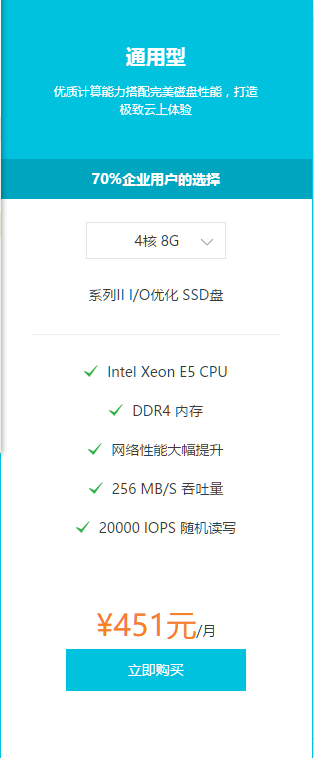 通用型
优质计算能力搭配完美磁盘性能，打造
极致云上体验
70%企业用户的选择
4核 8G
系列II I/O优化 SSD盘
Intel Xeon E5 CPU
DDR4 内存
网络性能大幅提升
256 MB/S 吞吐量
20000 IOPS 随机读写
¥451元/月
立即购买